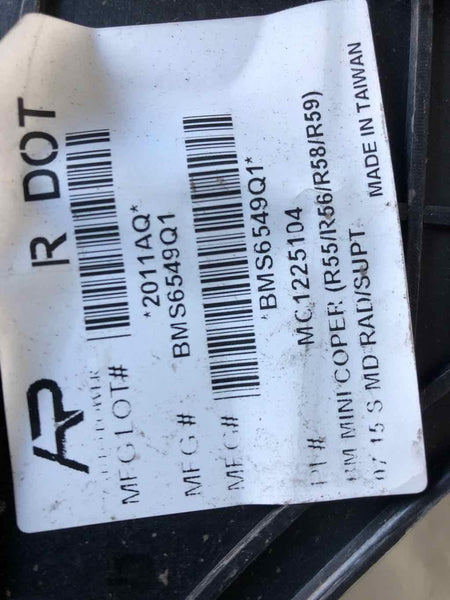 AP R DOT
MFG LOT#
*2011AQ*
MFG # BMS6549Q1
MFG# *BMS6549Q1*
PL# MC1225104
BM MINI COPER (R55/R56/R58/R59)
07 15 S MD RAD/SUPT MADE IN TAIWAN